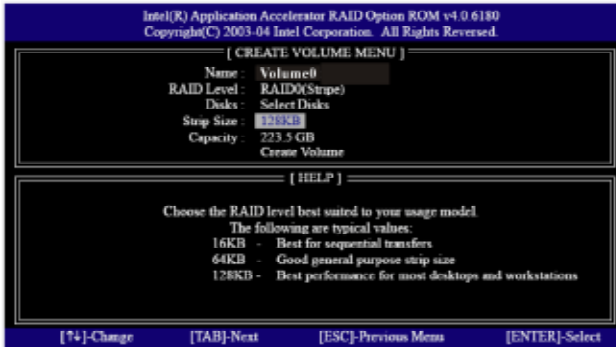 Intel(R) Application Accelerator RAID Option ROM v4.0.6180
Copyright(C) 2003-04 Intel Corporation. All Rights Reversed.
[ CREATE VOLUME MENU ]
Name : Volume0
RAID Level : RAID0(Stripe)
Disks : Select Disks
Strip Size : 128KB
Capacity : 223.5 GB
Create Volume
[ HELP ]
Choose the RAID level best suited to your usage model.
The following are typical values:
16KB - Best for sequential transfers
64KB - Good general purpose strip size
128KB - Best performance for most desktops and workstations
[↑↓]-Change [TAB]-Next [ESC]-Previous Menu [ENTER]-Select